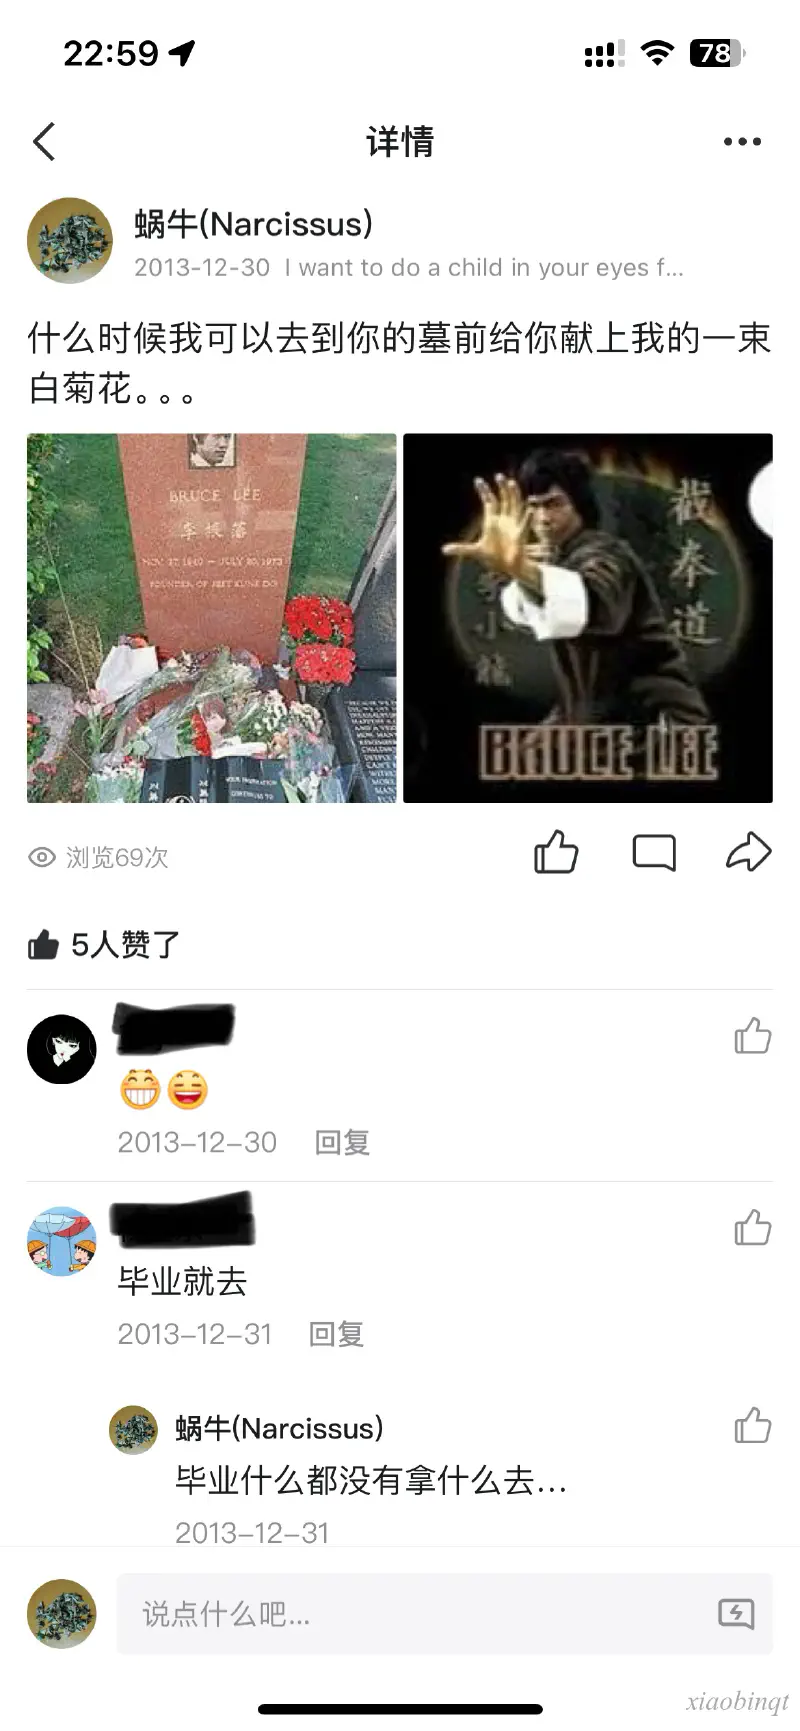 22:59
78
详情
蜗牛(Narcissus)
2013-12-30 I want to do a child in your eyes f...
什么时候我可以去到你的墓前给你献上我的一束
白菊花。。。
BRUCE LEE
李振藩
NOV. 27, 1940 — JULY 20, 1973
FOUNDER OF JEET KUNE DO
截拳道
李小龍
BRUCE LEE
浏览69次
5人赞了
2013-12-30 回复
毕业就去
2013-12-31 回复
蜗牛(Narcissus)
毕业什么都没有拿什么去...
2013-12-31
说点什么吧...
xiaobinqt